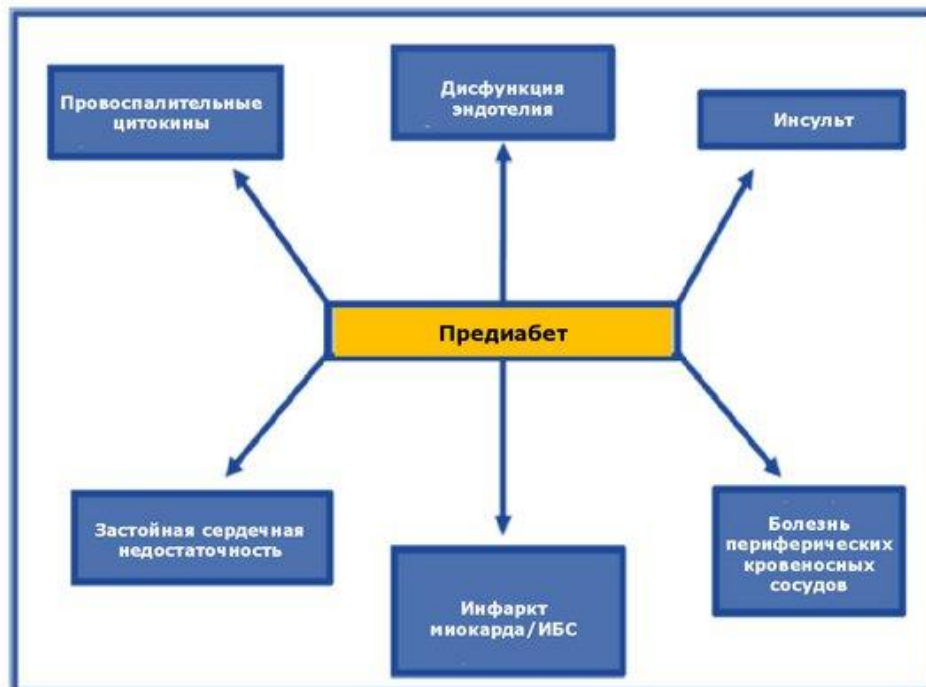 Провоспалительные
цитокины
Дисфункция
эндотелия
Инсульт
Предиабет
Застойная сердечная
недостаточность
Инфаркт
миокарда/ИБС
Болезнь
периферических
кровеносных
сосудов